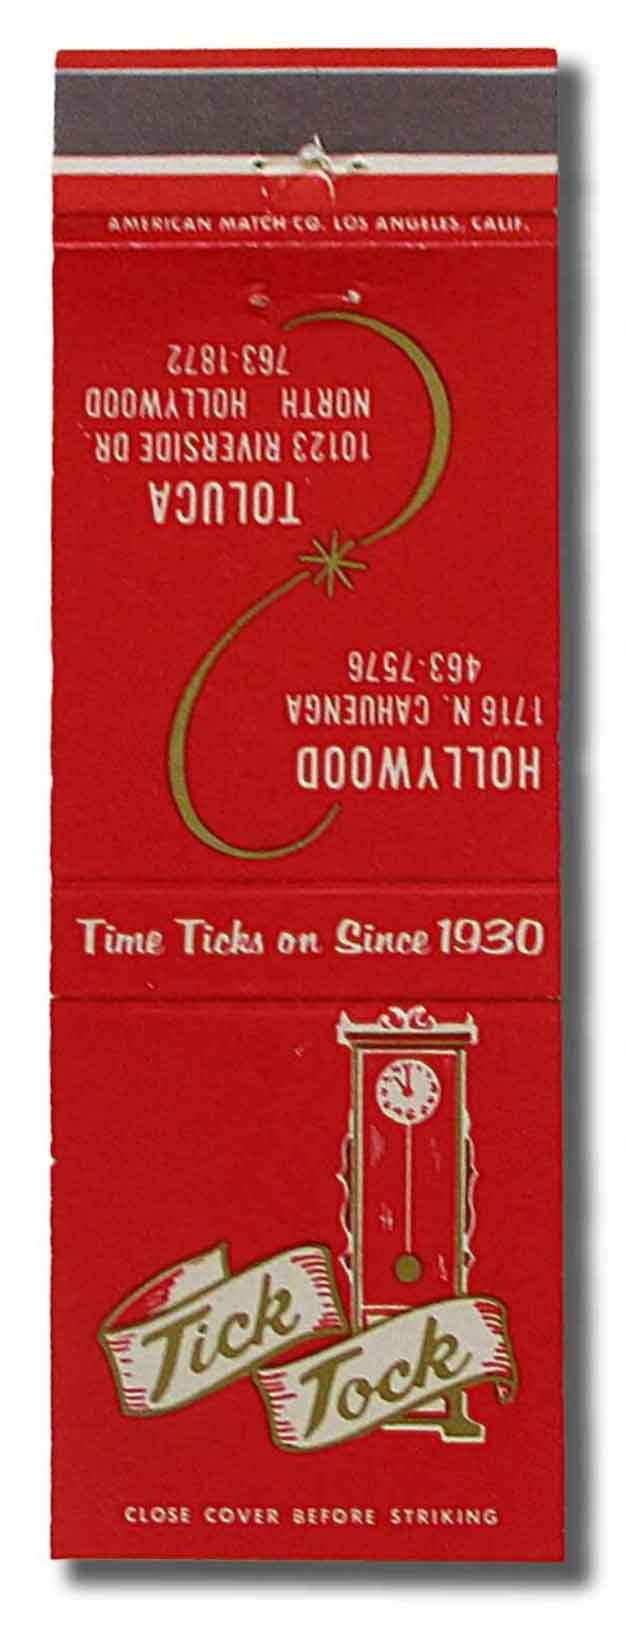 AMERICAN MATCH CO. LOS ANGELES, CALIF.
HOLLYWOOD
1716 N. CAHUENGA
463-7576
TOLUCA
10123 RIVERSIDE DR.
NORTH HOLLYWOOD
763-1872
Time Ticks on Since 1930
Tick
Tock
CLOSE COVER BEFORE STRIKING